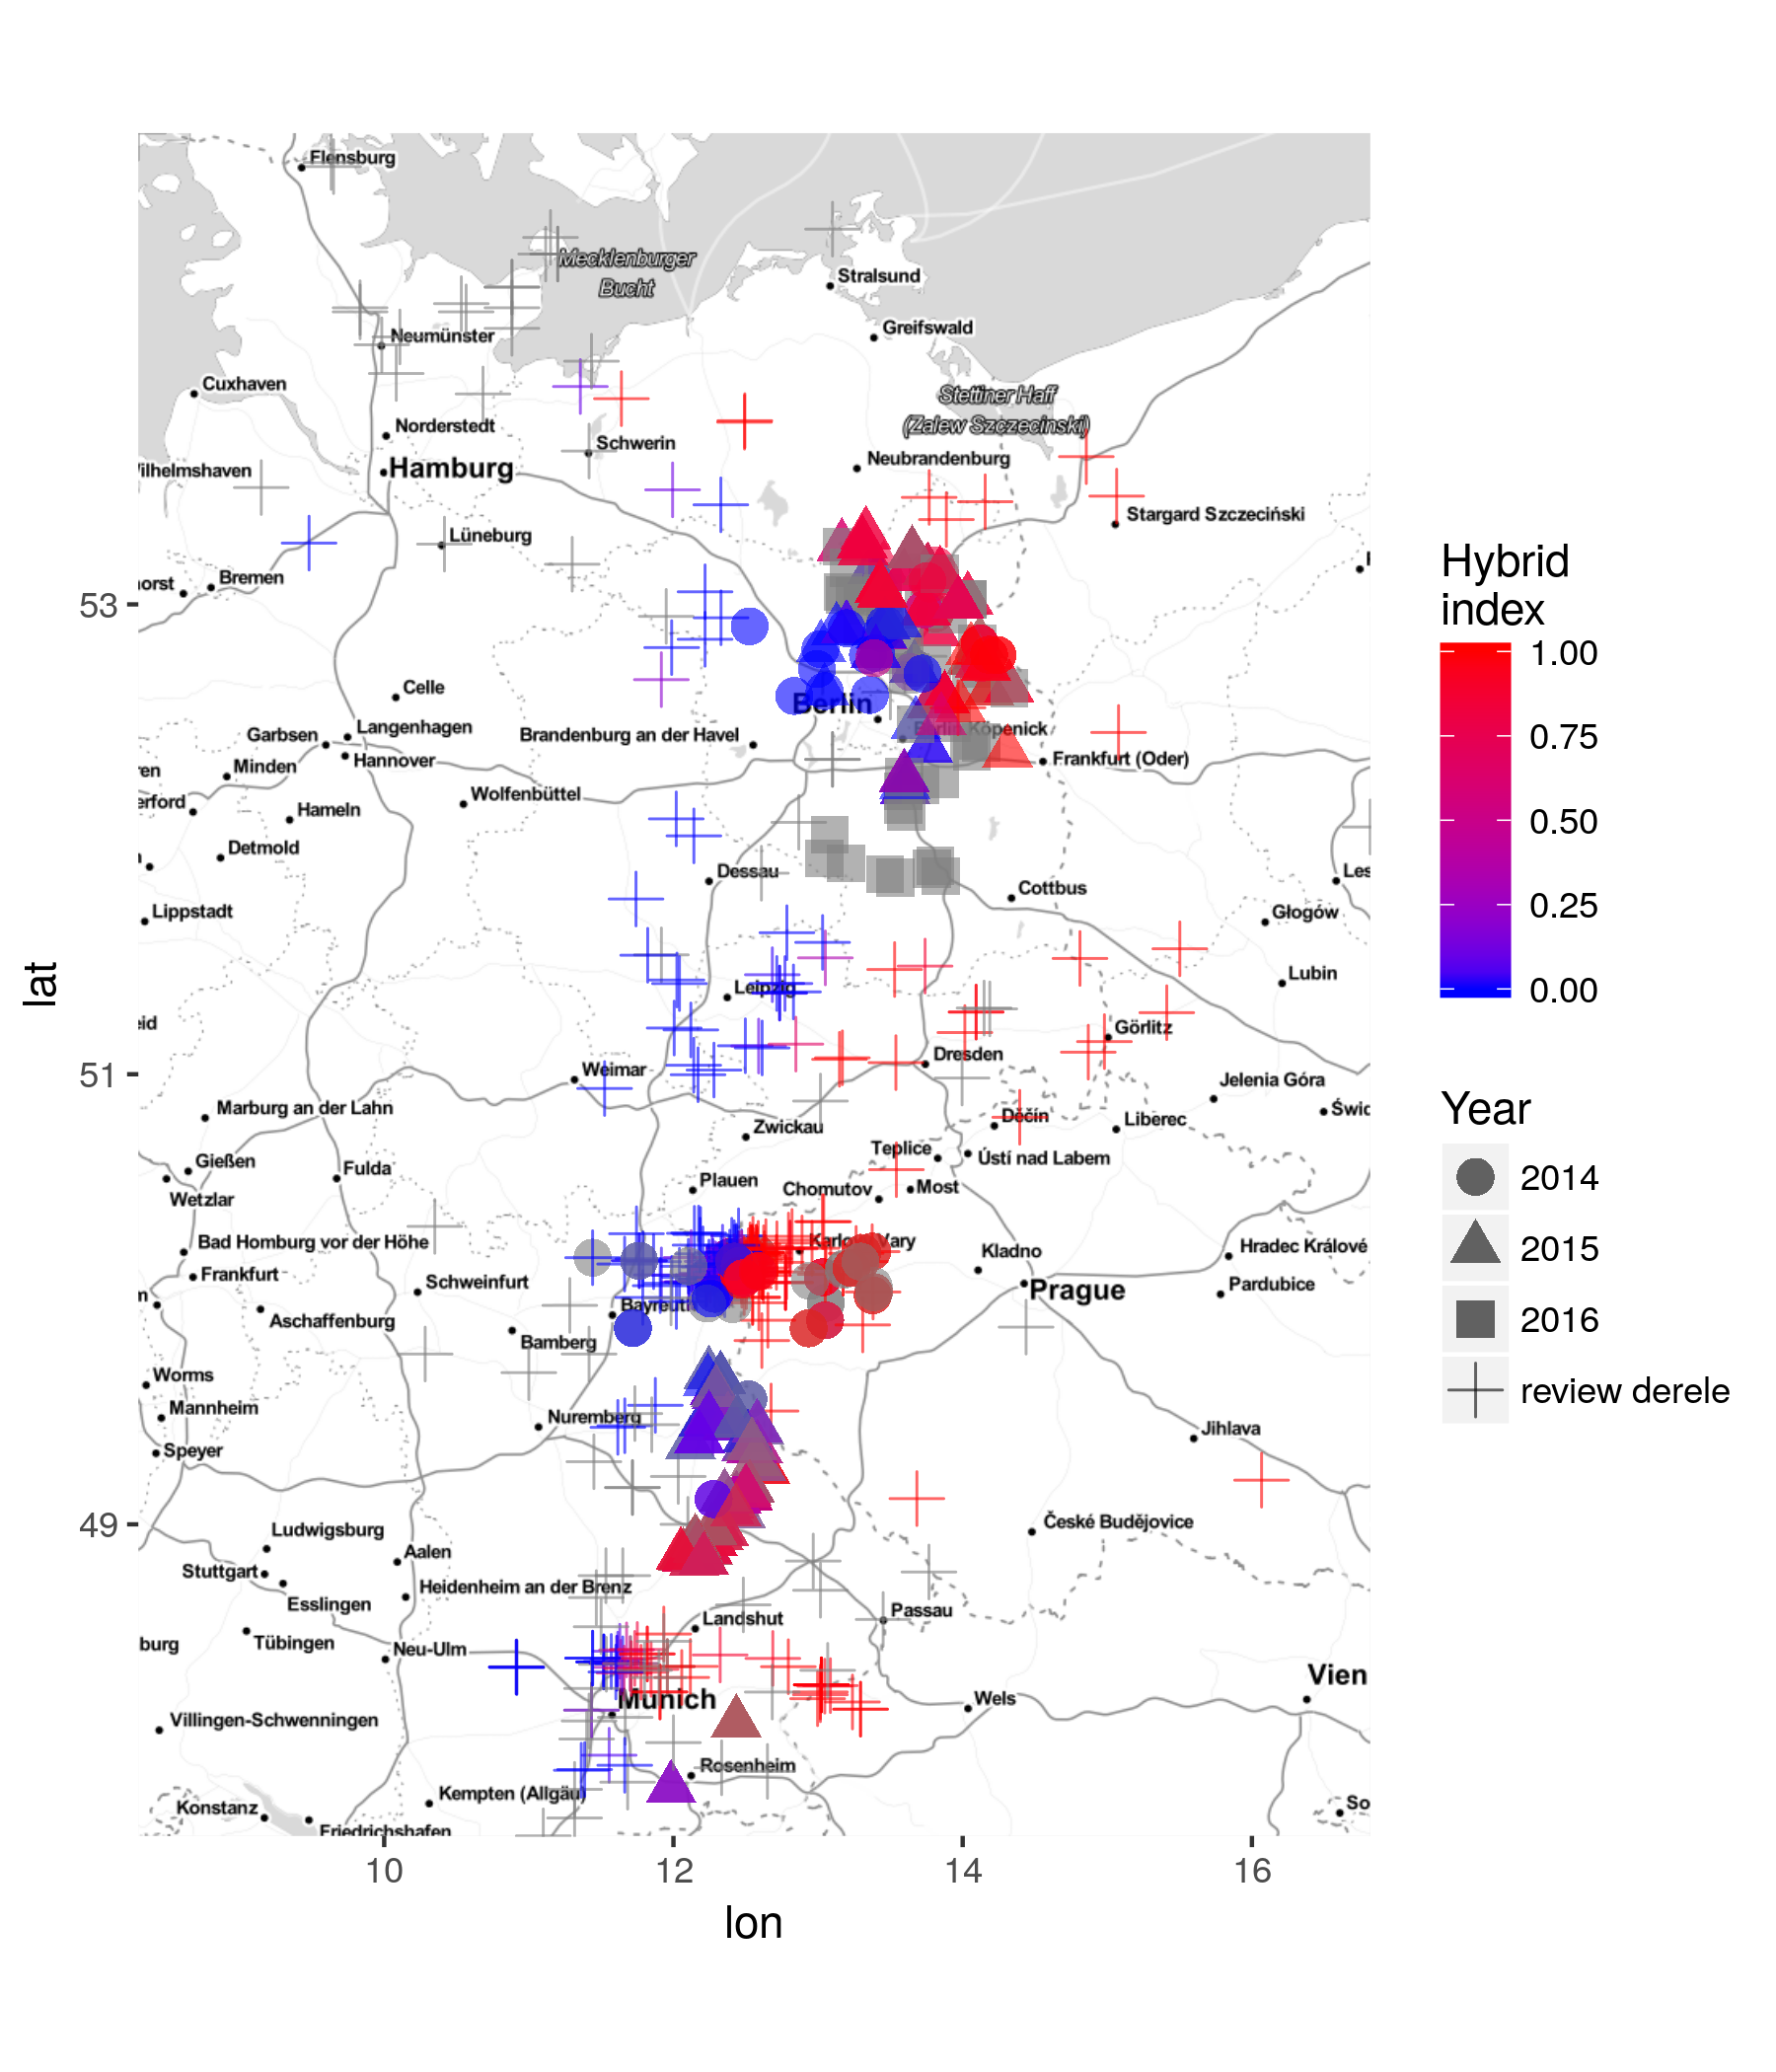 Flensburg
Mecklenburger
Bucht
Stralsund
Greifswald
Neumünster
Cuxhaven
Stettiner Haff
(Zalew Szczecinski)
Norderstedt
Schwerin
Neubrandenburg
ilhelmshaven
Hamburg
Stargard Szczeciński
Lüneburg
Bremen
orst
53
Celle
Berlin
Langenhagen
Garbsen
Brandenburg an der Havel
Berlin Köpenick
Hannover
Frankfurt (Oder)
ren
Minden
Wolfenbüttel
erford
Hameln
Detmold
Dessau
Les
Cottbus
Lippstadt
Głogów
Lubin
Leipzig
eid
Görlitz
Dresden
51
Weimar
Jelenia Góra
Marburg an der Lahn
Świd
Děčín
Liberec
Zwickau
Teplice
Ústí nad Labem
Gießen
Fulda
Plauen
Chomutov
Most
Wetzlar
Bad Homburg vor der Höhe
Karlovy Vary
Kladno
Hradec Králové
Frankfurt
Schweinfurt
Prague
Pardubice
m
Bayreuth
Aschaffenburg
Bamberg
Worms
Mannheim
Nuremberg
Jihlava
Speyer
49
České Budějovice
Ludwigsburg
Aalen
Stuttgart
Heidenheim an der Brenz
Esslingen
Landshut
Passau
burg
Tübingen
Neu-Ulm
Vien
Munich
Wels
Villingen-Schwenningen
Rosenheim
Kempten (Allgäu)
Konstanz
So
Friedrichshafen
10
12
14
16
lon
lat
Hybrid
index
1.00
0.75
0.50
0.25
0.00
Year
2014
2015
2016
review derele